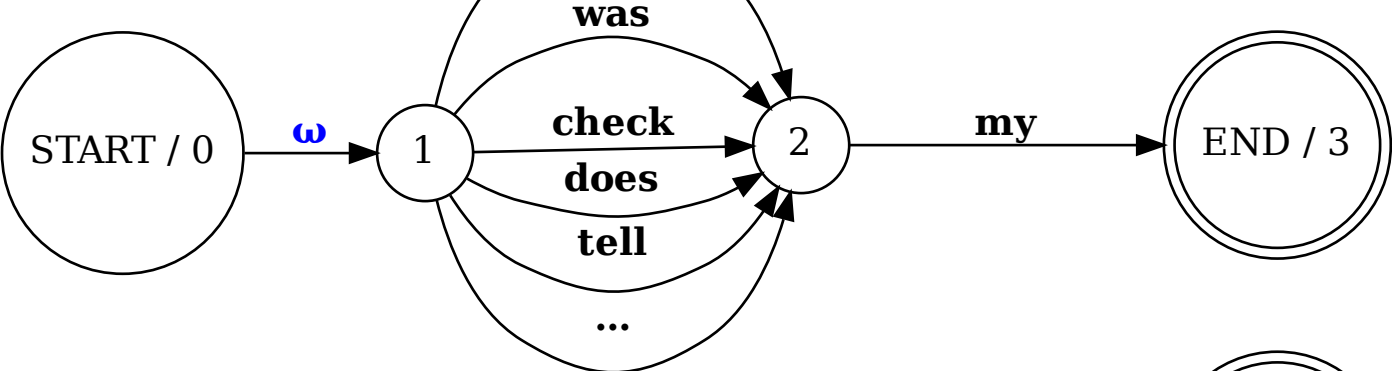 was
START / 0
ω
1
check
2
my
END / 3
does
tell
...